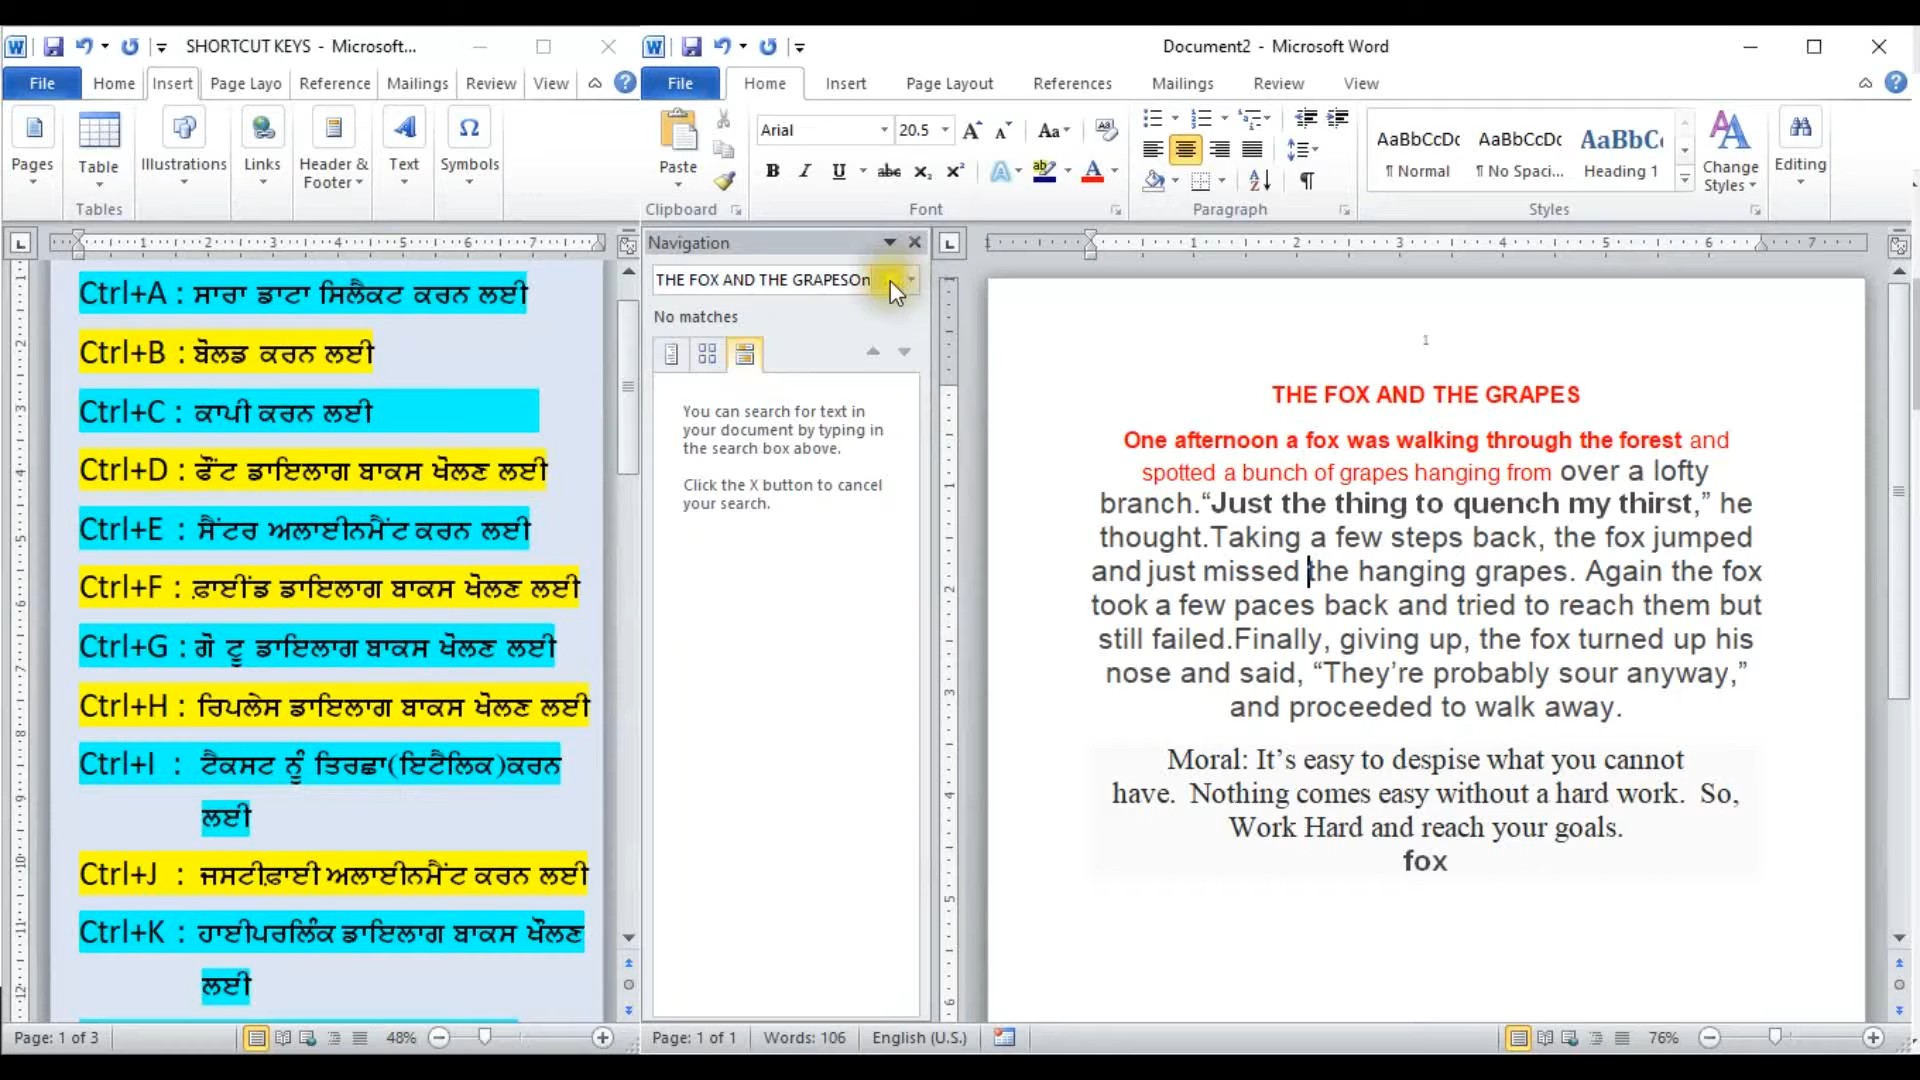 SHORTCUT KEYS - Microsoft...
File Home Insert Page Layo Reference Mailings Review View
Pages Table Illustrations Links Header & Footer Text Symbols
Tables
Ctrl+A : ਸਾਰਾ ਡਾਟਾ ਸਿਲੈਕਟ ਕਰਨ ਲਈ
Ctrl+B : ਬੋਲਡ ਕਰਨ ਲਈ
Ctrl+C : ਕਾਪੀ ਕਰਨ ਲਈ
Ctrl+D : ਫੌਂਟ ਡਾਇਲਾਗ ਬਾਕਸ ਖੋਲਣ ਲਈ
Ctrl+E : ਸੈਂਟਰ ਅਲਾਈਨਮੈਂਟ ਕਰਨ ਲਈ
Ctrl+F : ਫ਼ਾਈਂਡ ਡਾਇਲਾਗ ਬਾਕਸ ਖੋਲਣ ਲਈ
Ctrl+G : ਗੋ ਟੂ ਡਾਇਲਾਗ ਬਾਕਸ ਖੋਲਣ ਲਈ
Ctrl+H : ਰਿਪਲੇਸ ਡਾਇਲਾਗ ਬਾਕਸ ਖੋਲਣ ਲਈ
Ctrl+I : ਟੈਕਸਟ ਨੂੰ ਤਿਰਛਾ(ਇਟੈਲਿਕ)ਕਰਨ
ਲਈ
Ctrl+J : ਜਸਟੀਫ਼ਾਈ ਅਲਾਈਨਮੈਂਟ ਕਰਨ ਲਈ
Ctrl+K : ਹਾਈਪਰਲਿੰਕ ਡਾਇਲਾਗ ਬਾਕਸ ਖੌਲਣ
ਲਈ
Page: 1 of 3 48%
Document2 - Microsoft Word
File Home Insert Page Layout References Mailings Review View
Paste Arial 20.5 AaBbCcDc AaBbCcDc AaBbC
¶ Normal ¶ No Spaci... Heading 1 Change Styles Editing
Clipboard Font Paragraph Styles
Navigation
THE FOX AND THE GRAPESOn
No matches
You can search for text in
your document by typing in
the search box above.
Click the X button to cancel
your search.
1
THE FOX AND THE GRAPES
One afternoon a fox was walking through the forest and
spotted a bunch of grapes hanging from over a lofty
branch.“Just the thing to quench my thirst,” he
thought.Taking a few steps back, the fox jumped
and just missed the hanging grapes. Again the fox
took a few paces back and tried to reach them but
still failed.Finally, giving up, the fox turned up his
nose and said, “They’re probably sour anyway,”
and proceeded to walk away.
Moral: It’s easy to despise what you cannot
have. Nothing comes easy without a hard work. So,
Work Hard and reach your goals.
fox
Page: 1 of 1 Words: 106 English (U.S.) 76%